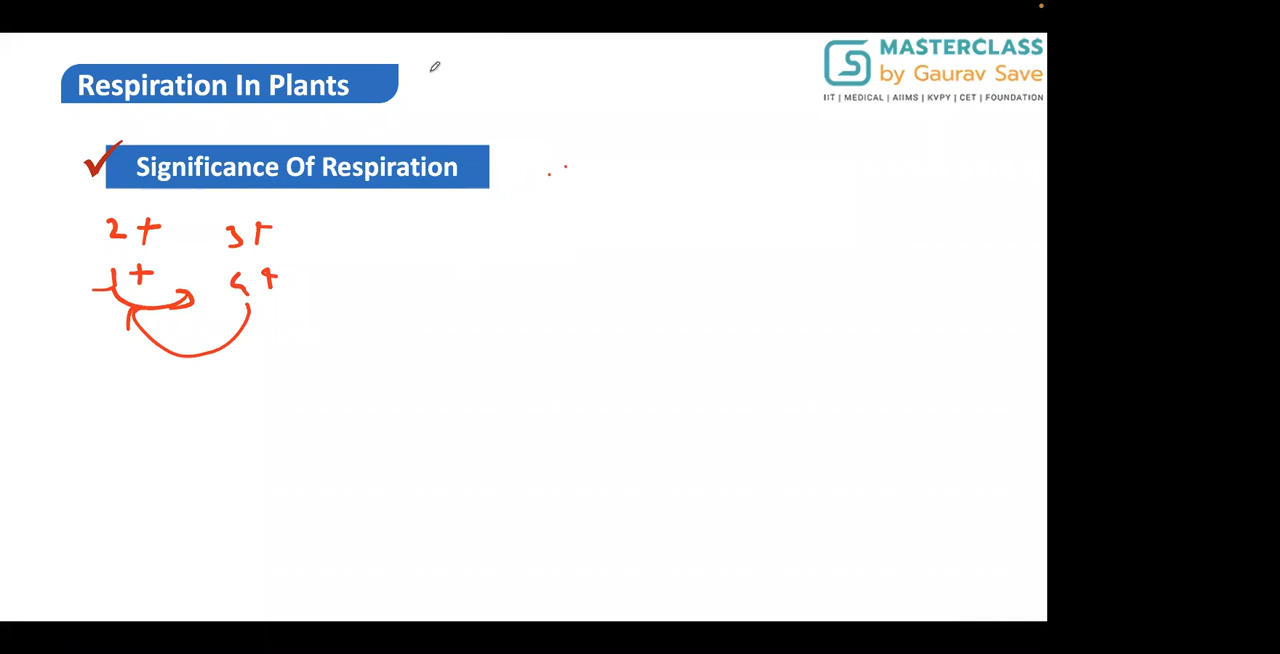 MASTERCLASS
by Gaurav Save
IIT | MEDICAL | AIIMS | KVPY | CET | FOUNDATION
Respiration In Plants
Significance Of Respiration
2+ 3+
1+